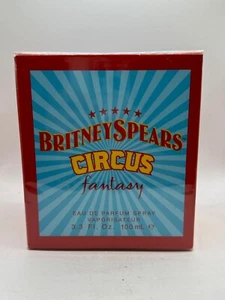 BRITNEY SPEARS
CIRCUS
fantasy
EAU DE PARFUM SPRAY
VAPORISATEUR
3.3 Fl. Oz. 100 mL ℮